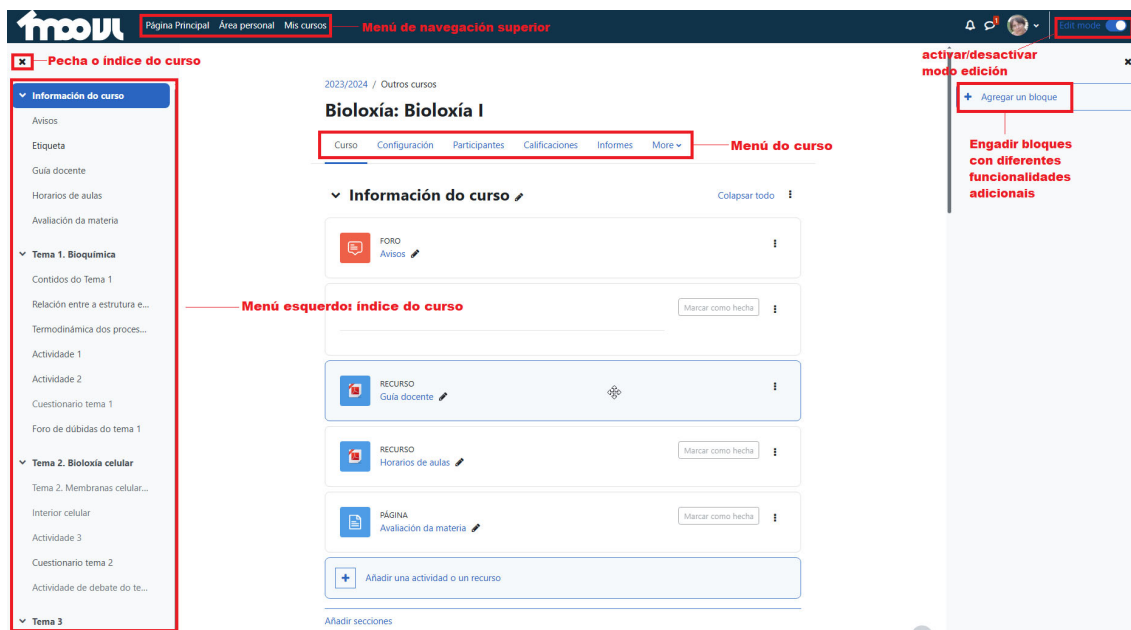 moovi
Página Principal Área personal Mis cursos
Menú de navegación superior
1
Edit mode
Pecha o índice do curso
activar/desactivar
modo edición
Información do curso
Avisos
Etiqueta
Guía docente
Horarios de aulas
Avaliación da materia
Tema 1. Bioquímica
Contidos do Tema 1
Relación entre a estrutura e...
Termodinámica dos proces...
Actividade 1
Actividade 2
Cuestionario tema 1
Foro de dúbidas do tema 1
Tema 2. Bioloxía celular
Tema 2. Membranas celular...
Interior celular
Actividade 3
Cuestionario tema 2
Actividade de debate do te...
Tema 3
Menú esquerdo: índice do curso
2023/2024 / Outros cursos
Bioloxía: Bioloxía I
Curso Configuración Participantes Calificaciones Informes More
Menú do curso
Información do curso
Colapsar todo
FORO
Avisos
Marcar como hecha
RECURSO
Guía docente
RECURSO
Horarios de aulas
Marcar como hecha
PÁGINA
Avaliación da materia
Marcar como hecha
Añadir una actividad o un recurso
Añadir secciones
Agregar un bloque
Engadir bloques
con diferentes
funcionalidades
adicionais